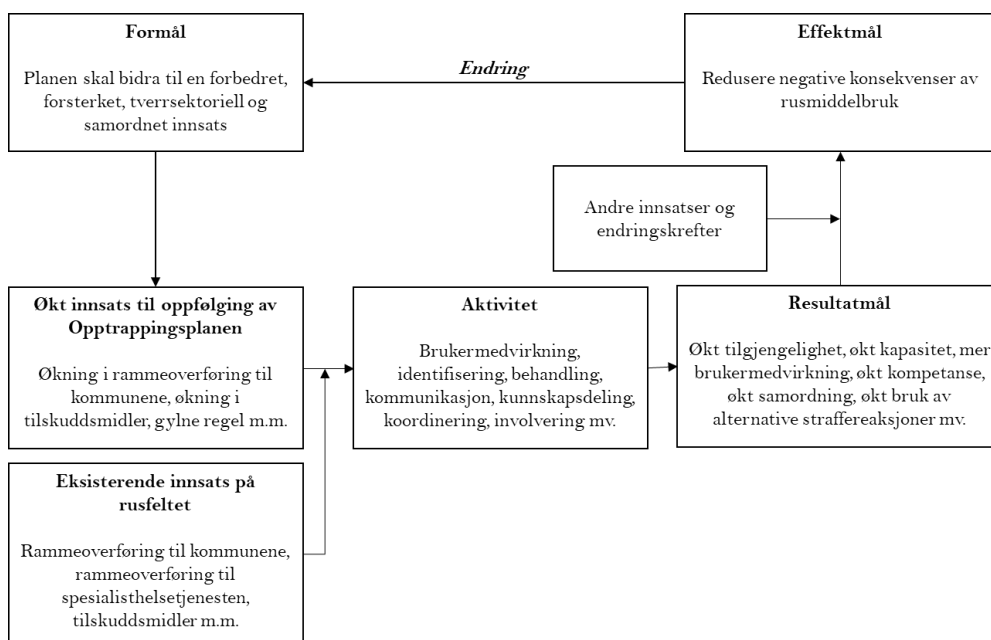 Formål
Planen skal bidra til en forbedret,
forsterket, tverrsektoriell og
samordnet innsats
Endring
Effektmål
Redusere negative konsekvenser av
rusmiddelbruk
Andre innsatser og
endringskrefter
Økt innsats til oppfølging av
Opptrappingsplanen
Økning i rammeoverføring til
kommunene, økning i
tilskuddsmidler, gylne regel m.m.
Aktivitet
Brukermedvirkning,
identifisering, behandling,
kommunikasjon, kunnskapsdeling,
koordinering, involvering mv.
Resultatmål
Økt tilgjengelighet, økt kapasitet, mer
brukermedvirkning, økt kompetanse,
økt samordning, økt bruk av
alternative straffereaksjoner mv.
Eksisterende innsats på
rusfeltet
Rammeoverføring til kommunene,
rammeoverføring til
spesialisthelsetjenesten,
tilskuddsmidler m.m.